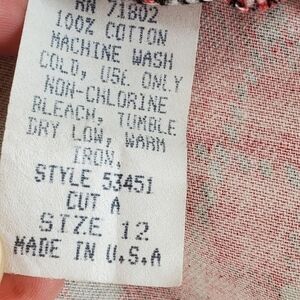 RN 71802
100% COTTON
MACHINE WASH
COLD, USE ONLY
NON-CHLORINE
BLEACH, TUMBLE
DRY LOW, WARM
IRON.
STYLE 53451
CUT A
SIZE 12
MADE IN U.S.A